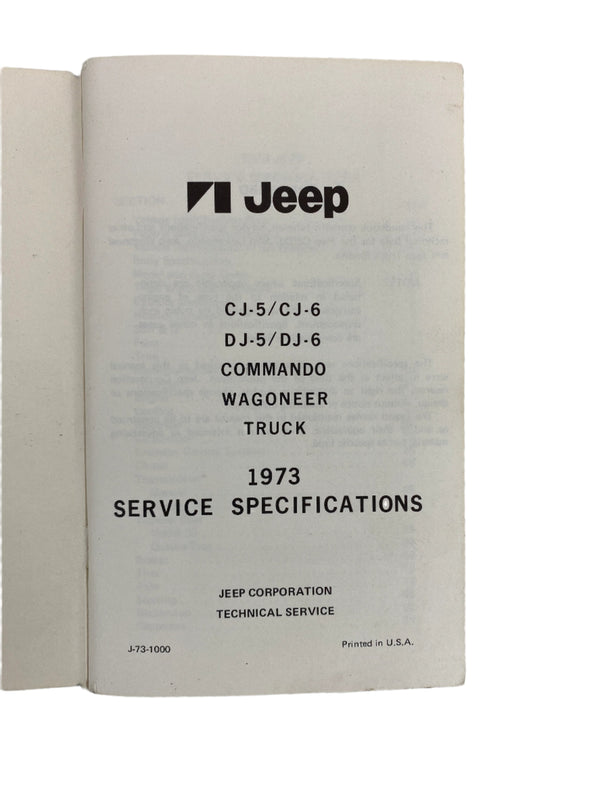 Jeep
CJ-5/CJ-6
DJ-5/DJ-6
COMMANDO
WAGONEER
TRUCK
1973
SERVICE SPECIFICATIONS
JEEP CORPORATION
TECHNICAL SERVICE
J-73-1000
Printed in U.S.A.